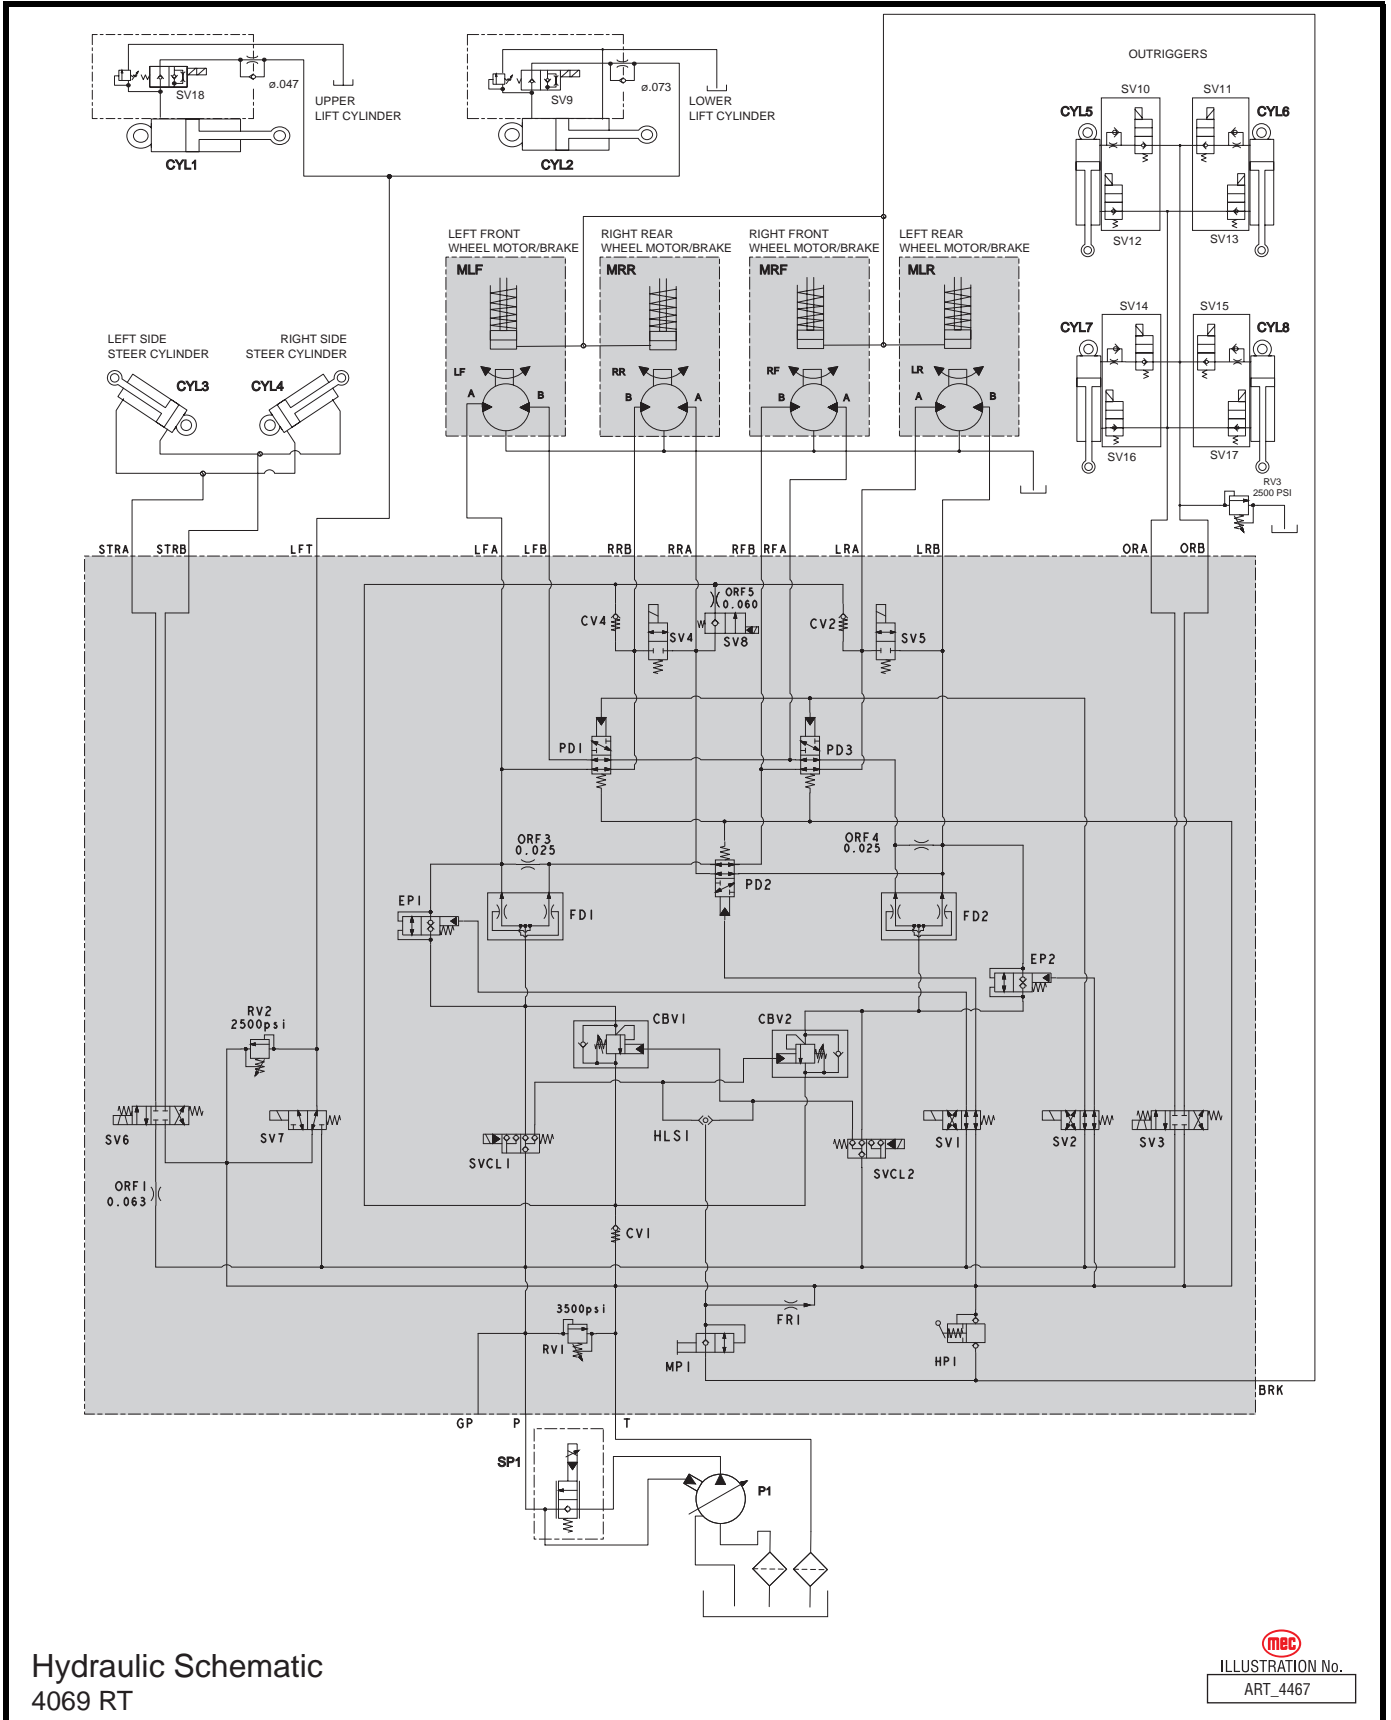 OUTRIGGERS
SV18
ø.047
UPPER
LIFT CYLINDER
CYL1
SV9
ø.073
LOWER
LIFT CYLINDER
CYL2
SV10
SV11
CYL5
CYL6
SV12
SV13
LEFT FRONT
WHEEL MOTOR/BRAKE
MLF
RIGHT REAR
WHEEL MOTOR/BRAKE
MRR
RIGHT FRONT
WHEEL MOTOR/BRAKE
MRF
LEFT REAR
WHEEL MOTOR/BRAKE
MLR
SV14
SV15
CYL7
CYL8
SV16
SV17
RV3
2500 PSI
LEFT SIDE
STEER CYLINDER
CYL3
RIGHT SIDE
STEER CYLINDER
CYL4
LF
A
B
RR
B
A
RF
B
A
LR
A
B
STRA
STRB
LFT
LFA
LFB
RRB
RRA
RFB
RFA
LRA
LRB
ORA
ORB
CV4
SV4
ORF5
0.060
SV8
CV2
SV5
PD1
PD3
ORF3
0.025
ORF4
0.025
PD2
EP1
FD1
FD2
EP2
RV2
2500psi
CBV1
CBV2
SV6
SV7
SVCL1
HLS1
SVCL2
SV1
SV2
SV3
ORF1
0.063
CV1
3500psi
RV1
FR1
MP1
HP1
BRK
GP
P
T
SP1
P1
Hydraulic Schematic
4069 RT
mec
ILLUSTRATION No.
ART_4467